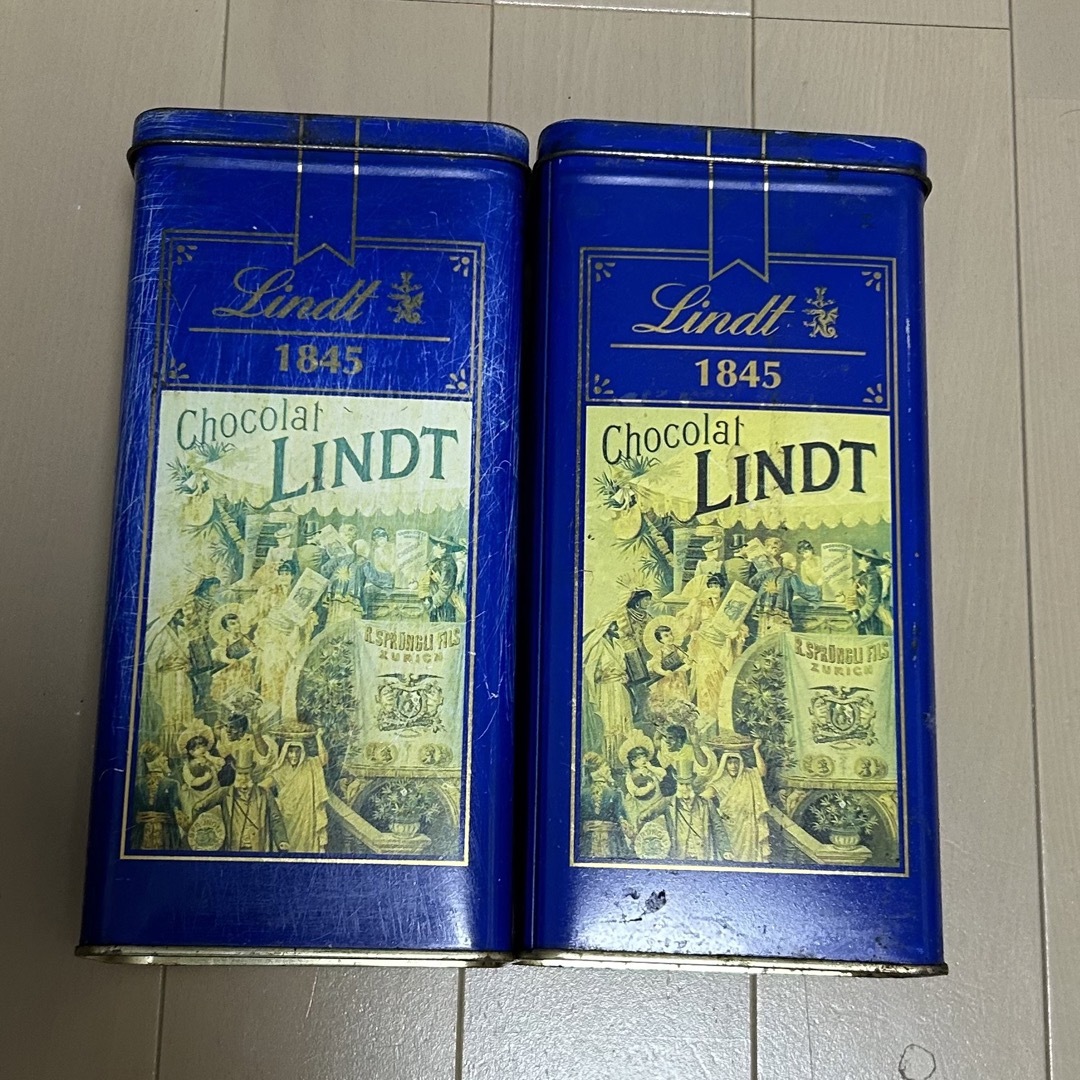 Lindt
1845
Chocolat
LINDT
R. SPRÜNGLI FILS
ZURICH
Lindt
1845
Chocolat
LINDT
R. SPRÜNGLI FILS
ZURICH